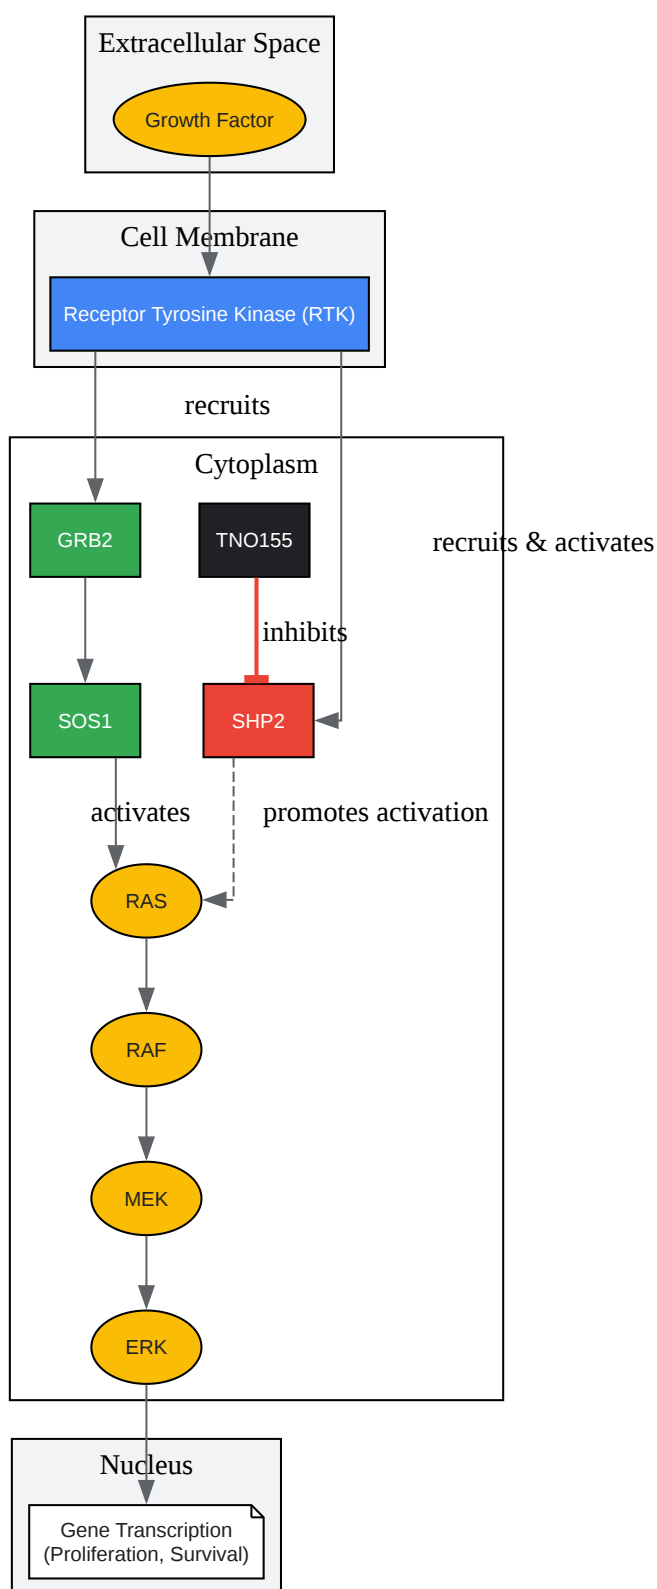 Extracellular Space
Growth Factor
Cell Membrane
Receptor Tyrosine Kinase (RTK)
recruits
Cytoplasm
GRB2
TNO155
recruits & activates
inhibits
SOS1
SHP2
activates
promotes activation
RAS
RAF
MEK
ERK
Nucleus
Gene Transcription
(Proliferation, Survival)